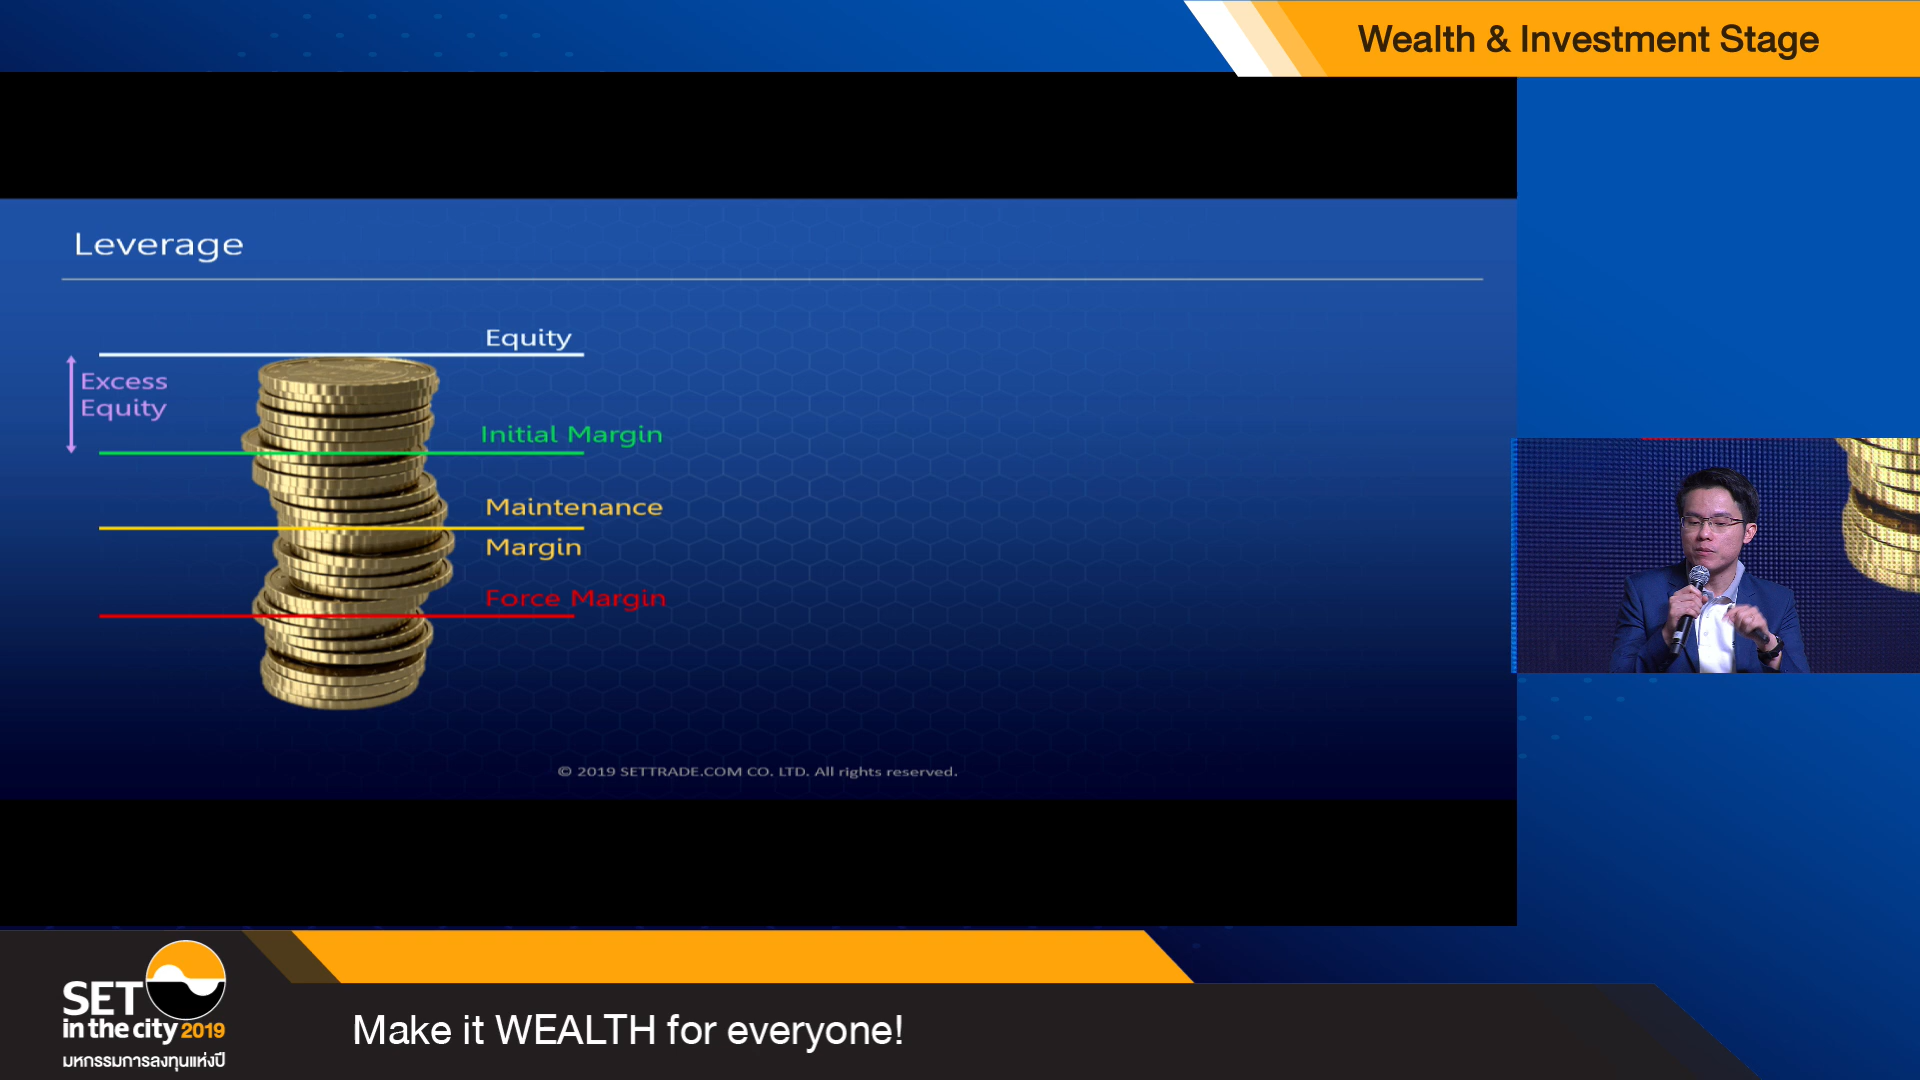 Wealth & Investment Stage
Leverage
Equity
Excess
Equity
Initial Margin
Maintenance
Margin
Force Margin
© 2019 SETTRADE.COM CO. LTD. All rights reserved.
SET
in the city 2019
มหกรรมการลงทุนแห่งปี
Make it WEALTH for everyone!